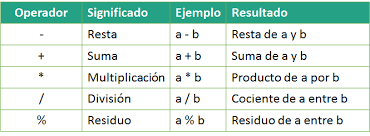 Operador Significado Ejemplo Resultado
- Resta a - b Resta de a y b
+ Suma a + b Suma de a y b
* Multiplicación a * b Producto de a por b
/ División a / b Cociente de a entre b
% Residuo a % b Residuo de a entre b